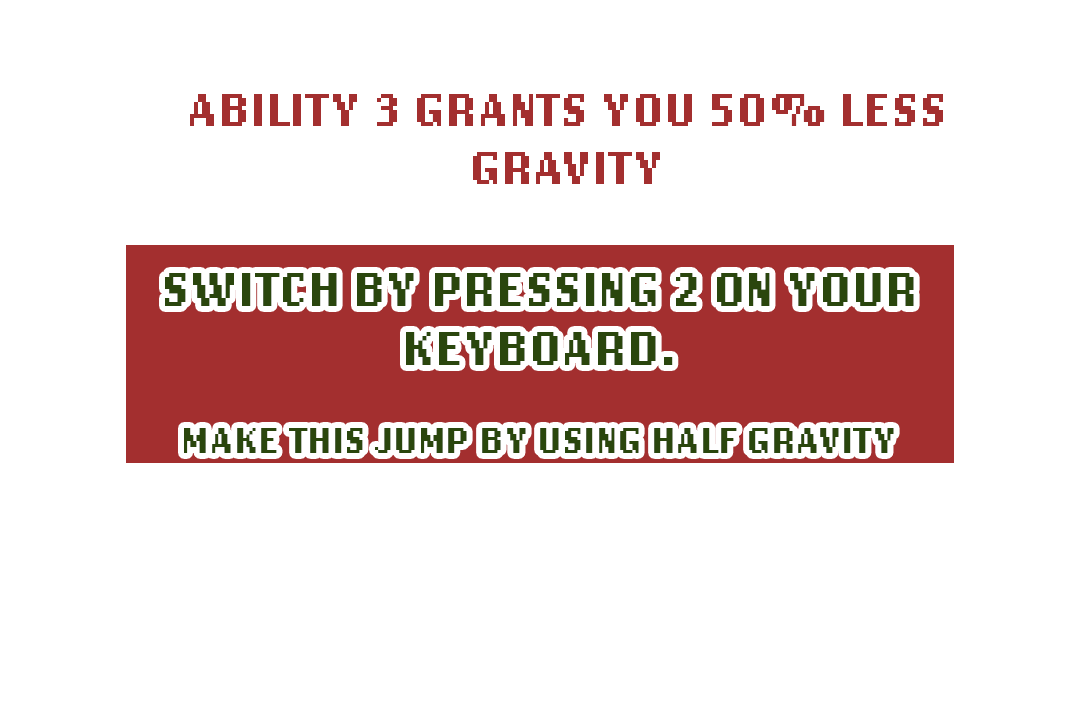 ABILITY 3 GRANTS YOU 50% LESS
GRAVITY
SWITCH BY PRESSING 2 ON YOUR
KEYBOARD.
MAKE THIS JUMP BY USING HALF GRAVITY